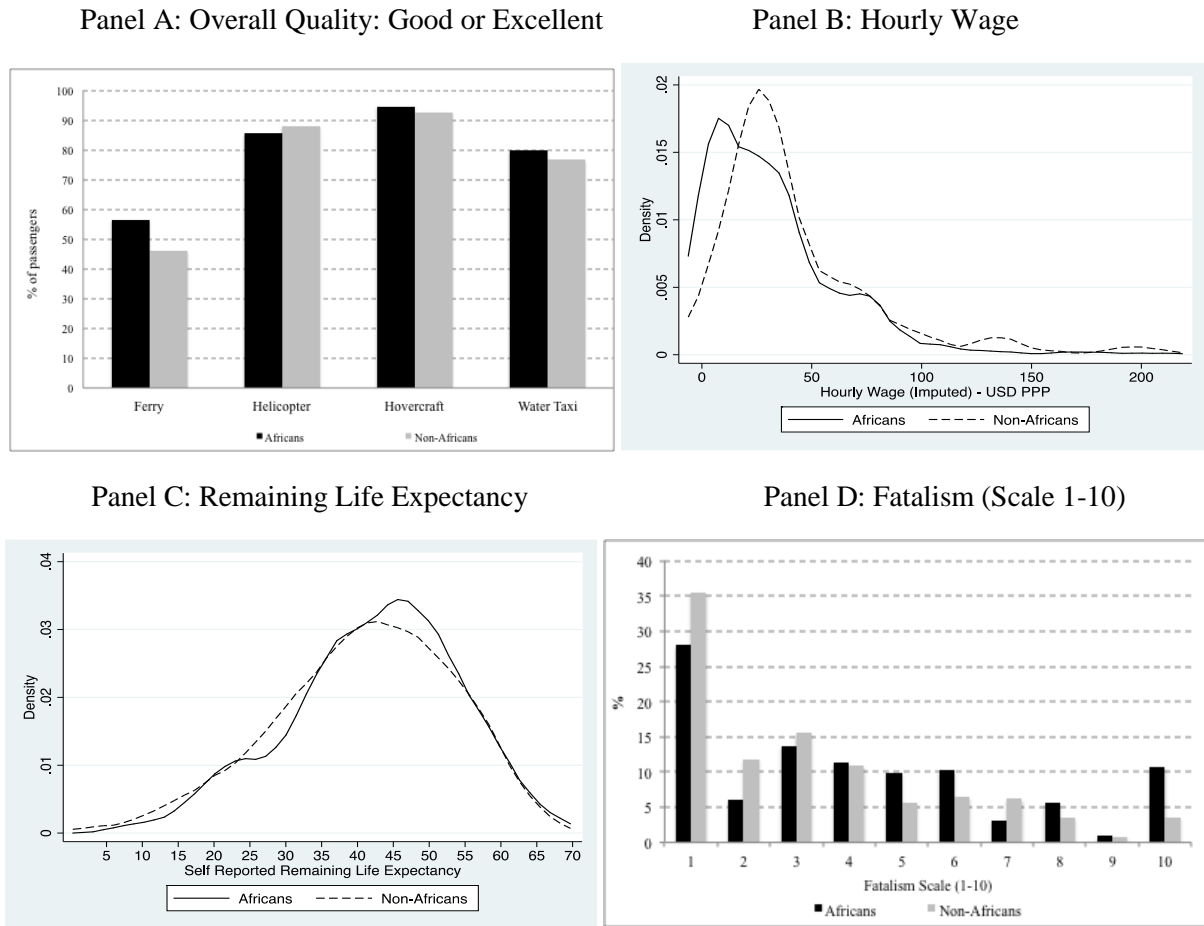 Panel A: Overall Quality: Good or Excellent
100
90
80
70
60
50
40
30
20
10
0
% of passengers
Ferry Helicopter Hovercraft Water Taxi
Africans Non-Africans
Panel B: Hourly Wage
.02
.015
.01
.005
0
Density
0 50 100 150 200
Hourly Wage (Imputed) - USD PPP
Africans Non-Africans
Panel C: Remaining Life Expectancy
.04
.03
.02
.01
0
Density
5 10 15 20 25 30 35 40 45 50 55 60 65 70
Self Reported Remaining Life Expectancy
Africans Non-Africans
Panel D: Fatalism (Scale 1-10)
40
35
30
25
20
15
10
5
0
%
1 2 3 4 5 6 7 8 9 10
Fatalism Scale (1-10)
Africans Non-Africans